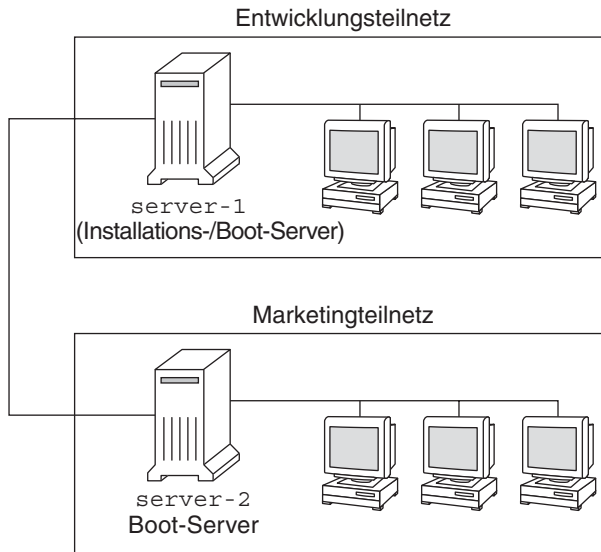 Entwicklungsteilnetz
server-1
(Installations-/Boot-Server)
Marketingteilnetz
server-2
Boot-Server